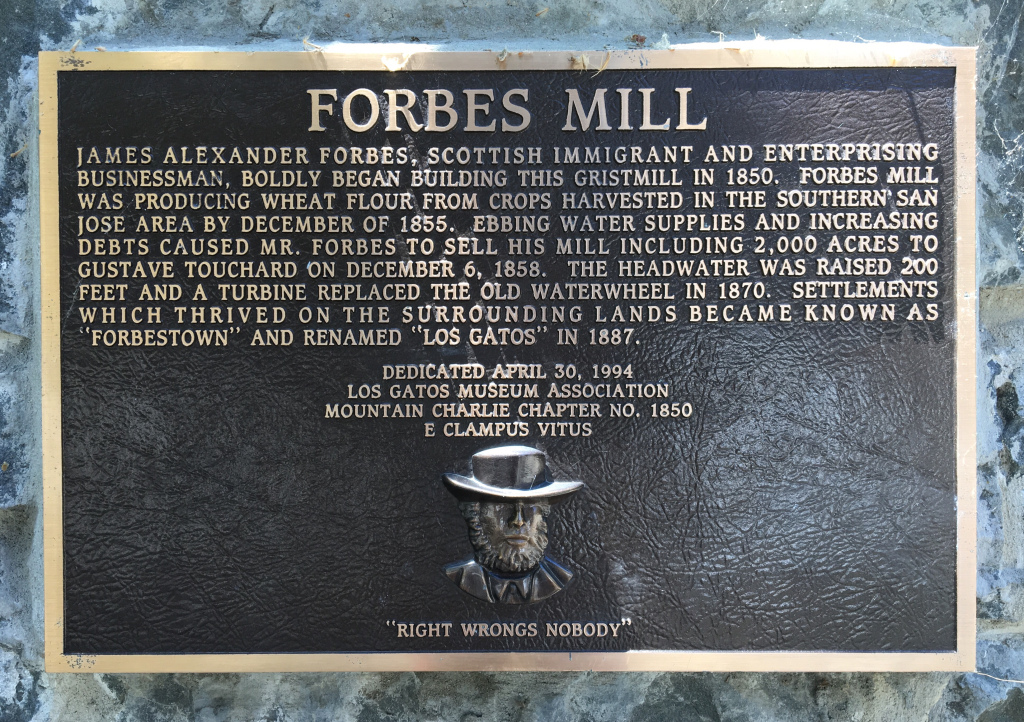 FORBES MILL
JAMES ALEXANDER FORBES, SCOTTISH IMMIGRANT AND ENTERPRISING
BUSINESSMAN, BOLDLY BEGAN BUILDING THIS GRISTMILL IN 1850. FORBES MILL
WAS PRODUCING WHEAT FLOUR FROM CROPS HARVESTED IN THE SOUTHERN SAN
JOSE AREA BY DECEMBER OF 1855. EBBING WATER SUPPLIES AND INCREASING
DEBTS CAUSED MR. FORBES TO SELL HIS MILL INCLUDING 2,000 ACRES TO
GUSTAVE TOUCHARD ON DECEMBER 6, 1858. THE HEADWATER WAS RAISED 200
FEET AND A TURBINE REPLACED THE OLD WATERWHEEL IN 1870. SETTLEMENTS
WHICH THRIVED ON THE SURROUNDING LANDS BECAME KNOWN AS
"FORBESTOWN" AND RENAMED "LOS GATOS" IN 1887.
DEDICATED APRIL 30, 1994
LOS GATOS MUSEUM ASSOCIATION
MOUNTAIN CHARLIE CHAPTER NO. 1850
E CLAMPUS VITUS
"RIGHT WRONGS NOBODY"